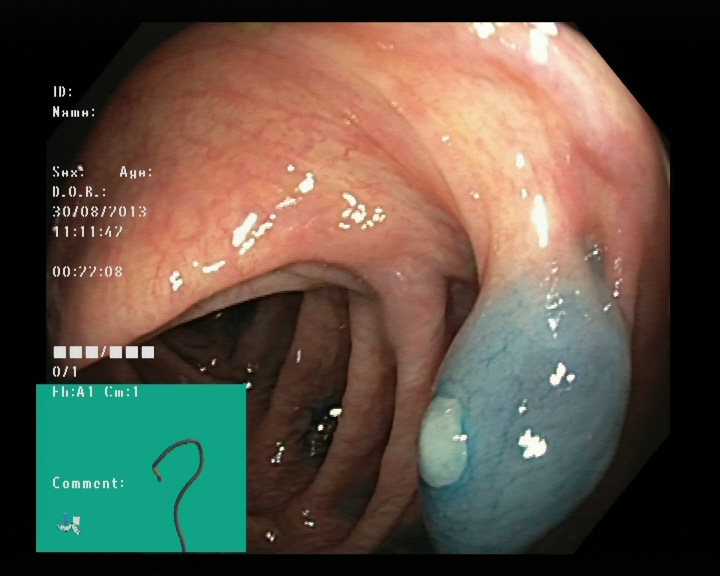 ID:
Name:
Sex: Age:
D.O.R.:
30/08/2013
11:11:42
00:22:08
■■■/■■■
0/1
Eh:A1 Cm:1
Comment: